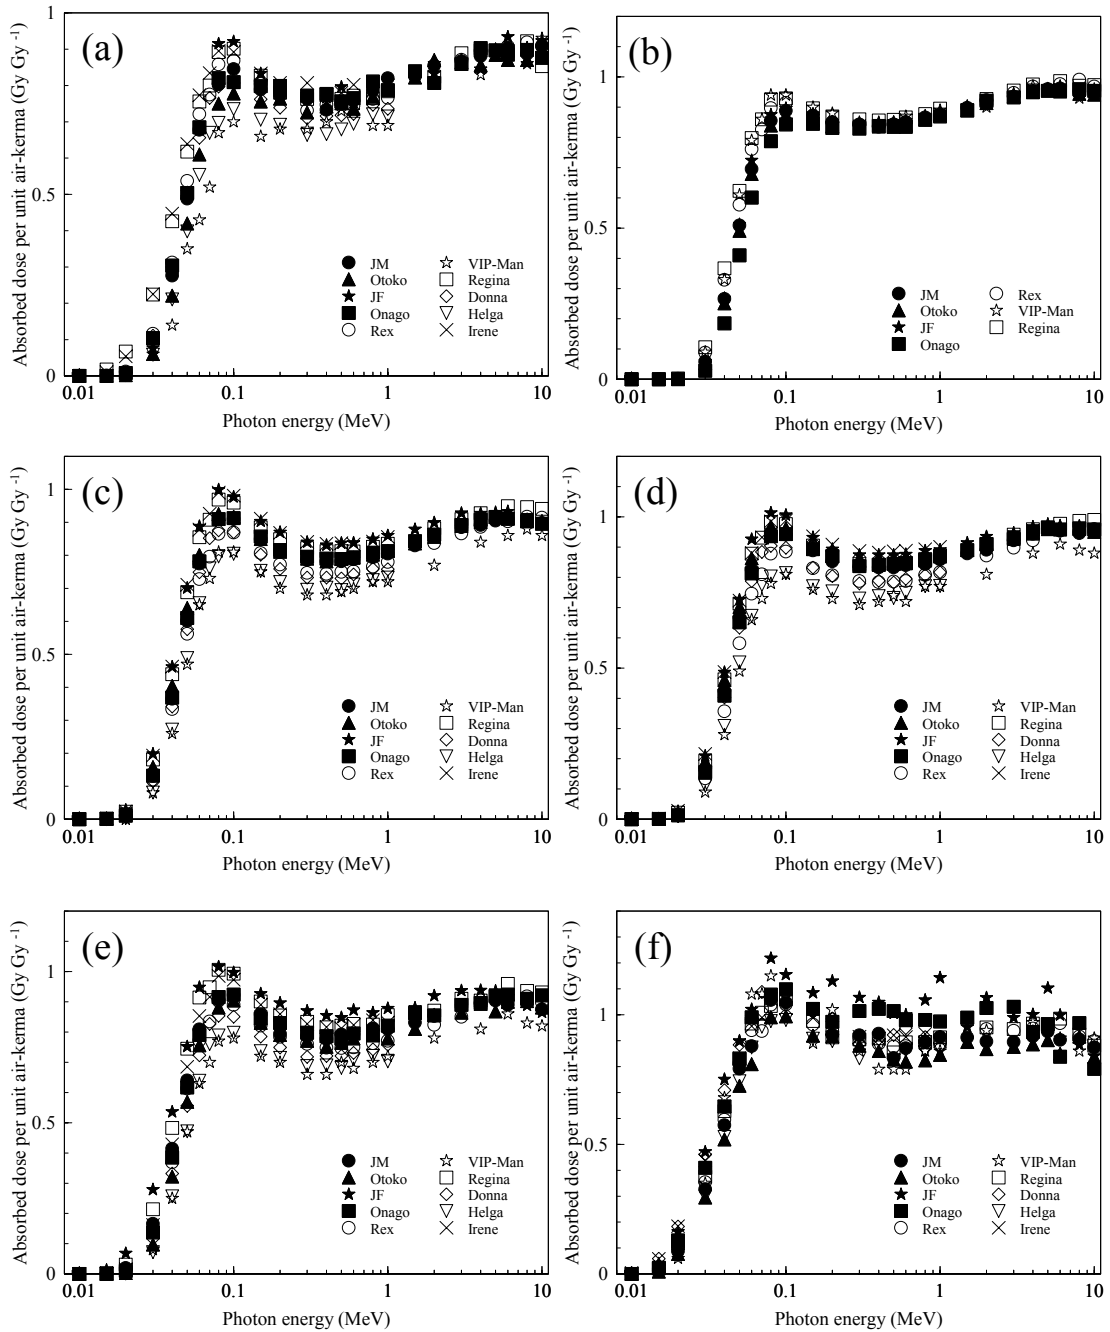 (a)
Absorbed dose per unit air-kerma (Gy Gy⁻¹)
1
0.5
0
JM
Otoko
JF
Onago
Rex
VIP-Man
Regina
Donna
Helga
Irene
0.01
0.1
1
10
Photon energy (MeV)
(b)
Absorbed dose per unit air-kerma (Gy Gy⁻¹)
1
0.5
0
JM
Otoko
JF
Onago
Rex
VIP-Man
Regina
0.01
0.1
1
10
Photon energy (MeV)
(c)
Absorbed dose per unit air-kerma (Gy Gy⁻¹)
1
0.5
0
JM
Otoko
JF
Onago
Rex
VIP-Man
Regina
Donna
Helga
Irene
0.01
0.1
1
10
Photon energy (MeV)
(d)
Absorbed dose per unit air-kerma (Gy Gy⁻¹)
1
0.5
0
JM
Otoko
JF
Onago
Rex
VIP-Man
Regina
Donna
Helga
Irene
0.01
0.1
1
10
Photon energy (MeV)
(e)
Absorbed dose per unit air-kerma (Gy Gy⁻¹)
1
0.5
0
JM
Otoko
JF
Onago
Rex
VIP-Man
Regina
Donna
Helga
Irene
0.01
0.1
1
10
Photon energy (MeV)
(f)
Absorbed dose per unit air-kerma (Gy Gy⁻¹)
1
0.5
0
JM
Otoko
JF
Onago
Rex
VIP-Man
Regina
Donna
Helga
Irene
0.01
0.1
1
10
Photon energy (MeV)